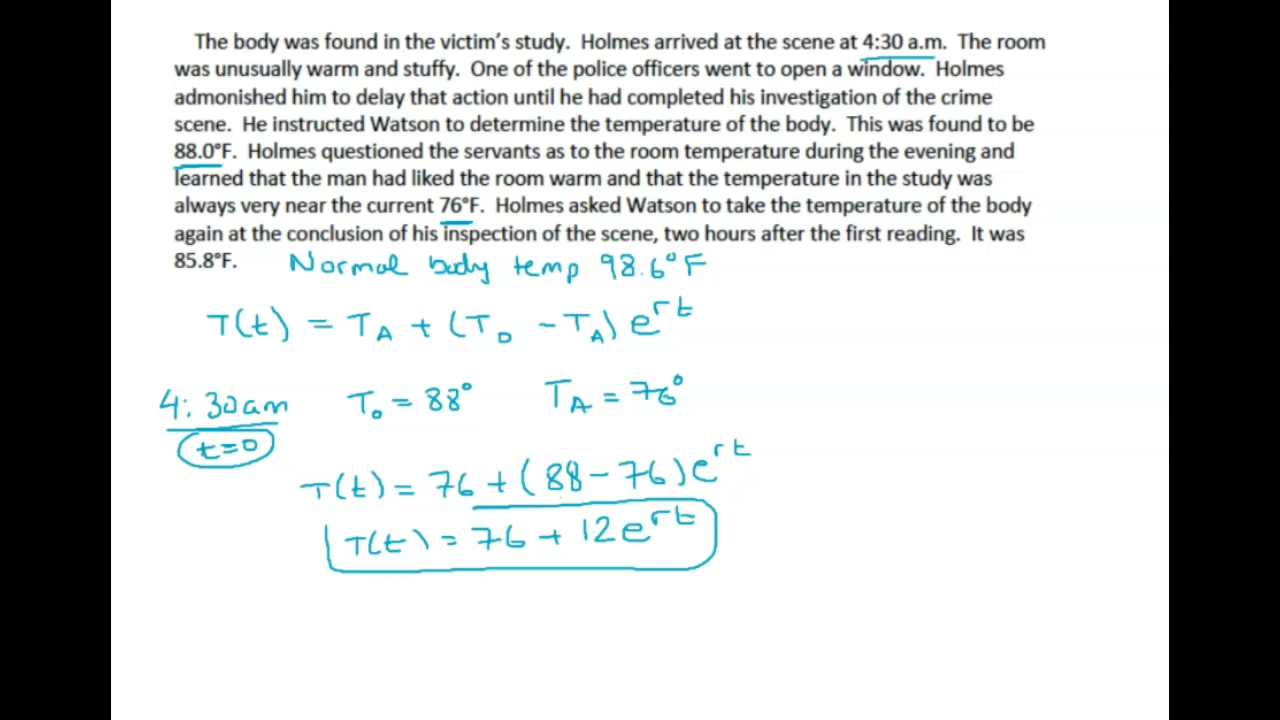 The body was found in the victim's study. Holmes arrived at the scene at 4:30 a.m. The room
was unusually warm and stuffy. One of the police officers went to open a window. Holmes
admonished him to delay that action until he had completed his investigation of the crime
scene. He instructed Watson to determine the temperature of the body. This was found to be
88.0°F. Holmes questioned the servants as to the room temperature during the evening and
learned that the man had liked the room warm and that the temperature in the study was
always very near the current 76°F. Holmes asked Watson to take the temperature of the body
again at the conclusion of his inspection of the scene, two hours after the first reading. It was
85.8°F. Normal body temp 98.6°F
T(t) = T_A + (T_0 - T_A) e^{rt}
4:30am T_0 = 88° T_A = 76°
t=0
T(t) = 76 + (88 - 76) e^{rt}
T(t) = 76 + 12 e^{rt}